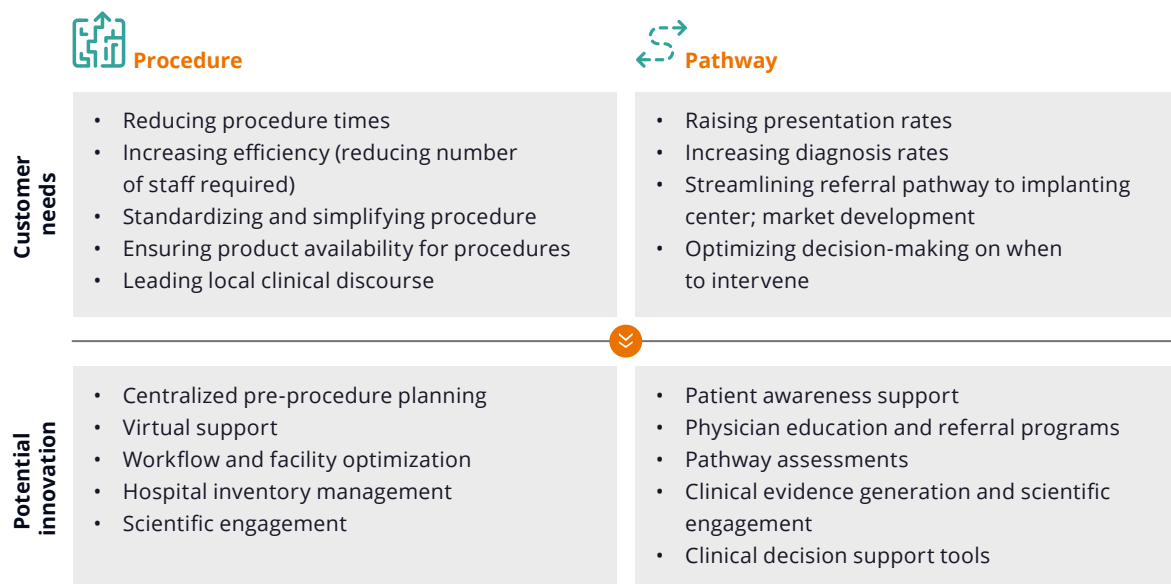 Procedure
Pathway
Customer
needs
• Reducing procedure times
• Increasing efficiency (reducing number
of staff required)
• Standardizing and simplifying procedure
• Ensuring product availability for procedures
• Leading local clinical discourse
• Raising presentation rates
• Increasing diagnosis rates
• Streamlining referral pathway to implanting
center; market development
• Optimizing decision-making on when
to intervene
Potential
innovation
• Centralized pre-procedure planning
• Virtual support
• Workflow and facility optimization
• Hospital inventory management
• Scientific engagement
• Patient awareness support
• Physician education and referral programs
• Pathway assessments
• Clinical evidence generation and scientific
engagement
• Clinical decision support tools